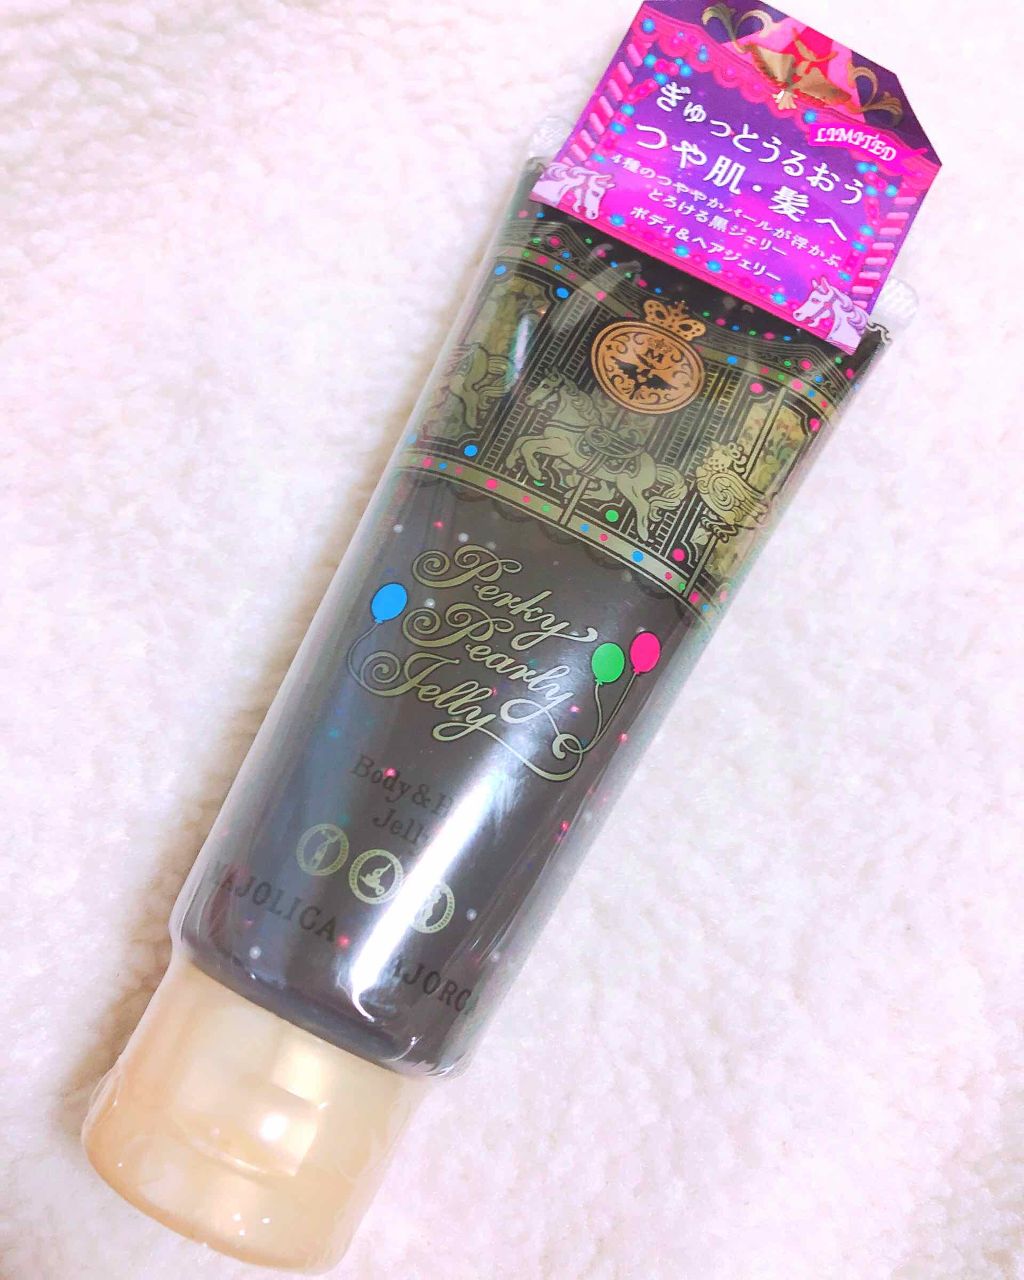 LIMITED
ぎゅっとうるおう
つや肌・髪へ
4種のつややかパールが浮かぶ
とろける黒ジェリー
ボディ&ヘアジェリー
M
Perky
Pearly
Jelly
Body&
MAJOLICA